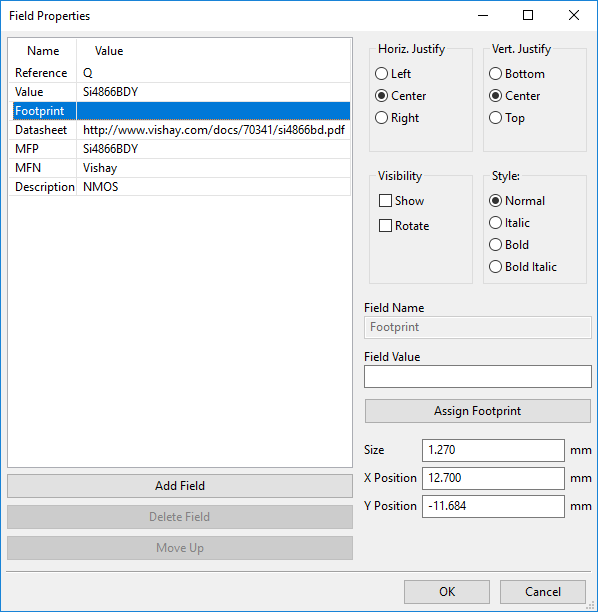 Field Properties
Name Value
Reference Q
Value Si4866BDY
Footprint
Datasheet http://www.vishay.com/docs/70341/si4866bd.pdf
MFP Si4866BDY
MFN Vishay
Description NMOS
Add Field
Delete Field
Move Up
Horiz. Justify
Left
Center
Right
Vert. Justify
Bottom
Center
Top
Visibility
Show
Rotate
Style:
Normal
Italic
Bold
Bold Italic
Field Name
Footprint
Field Value
Assign Footprint
Size 1.270 mm
X Position 12.700 mm
Y Position -11.684 mm
OK Cancel